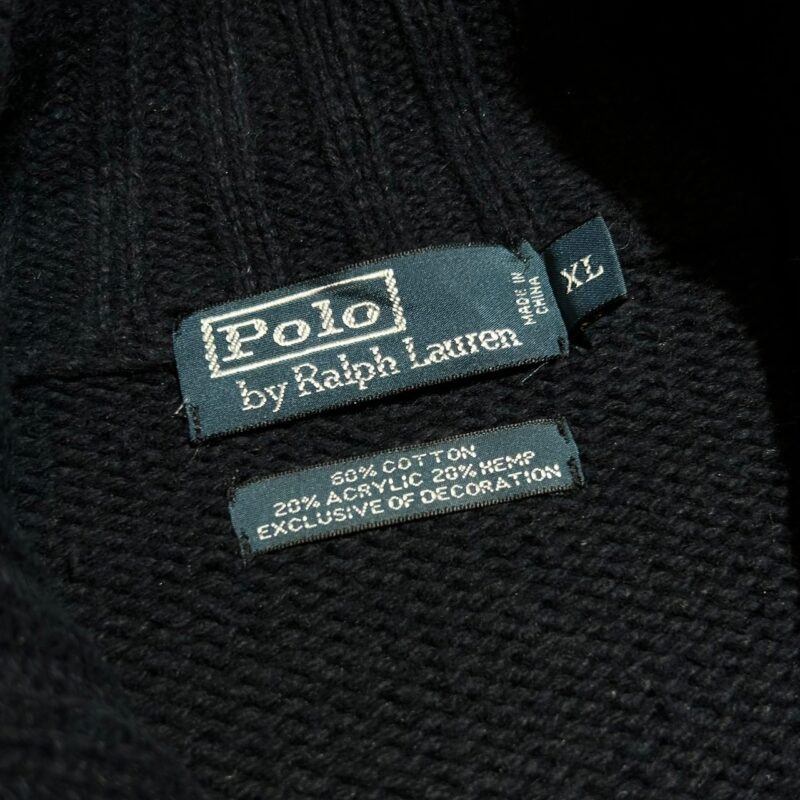 Polo
by Ralph Lauren
MADE IN
CHINA
XL
60% COTTON
20% ACRYLIC 20% HEMP
EXCLUSIVE OF DECORATION